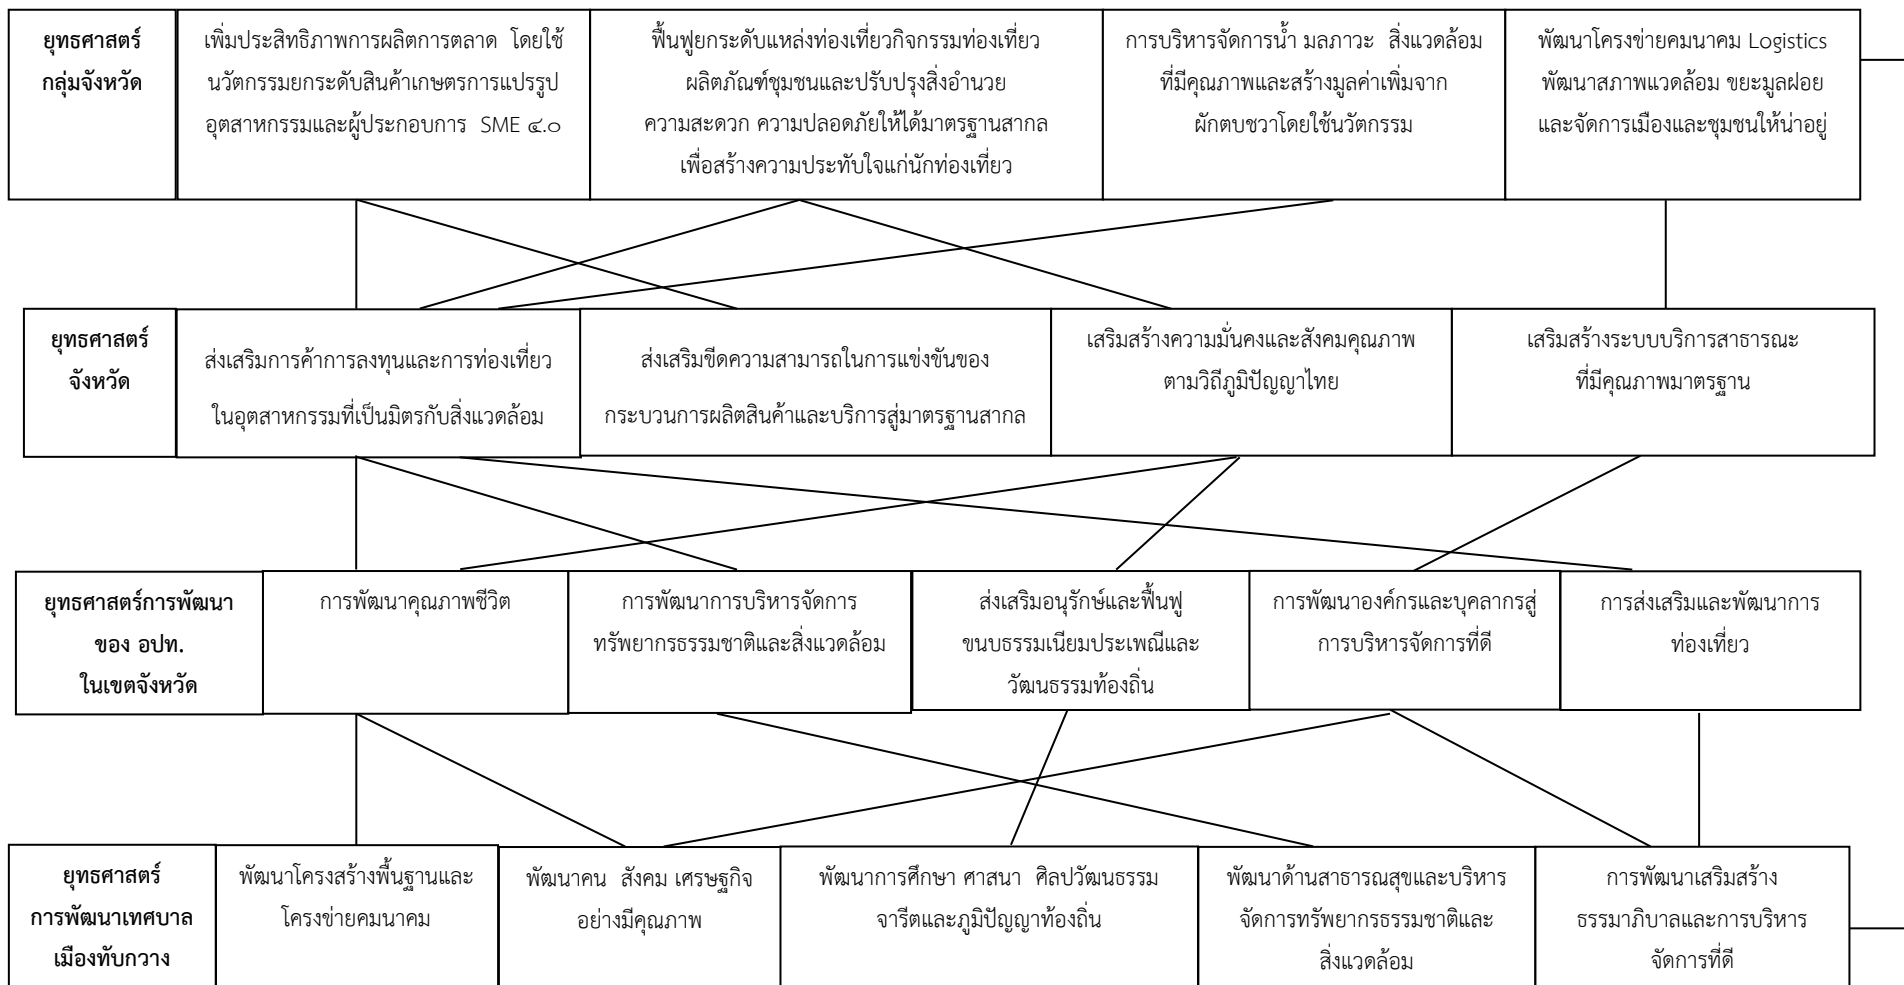 ยุทธศาสตร์
กลุ่มจังหวัด
เพิ่มประสิทธิภาพการผลิตการตลาด โดยใช้
นวัตกรรมยกระดับสินค้าเกษตรการแปรรูป
อุตสาหกรรมและผู้ประกอบการ SME ๔.๐
ฟื้นฟูยกระดับแหล่งท่องเที่ยวกิจกรรมท่องเที่ยว
ผลิตภัณฑ์ชุมชนและปรับปรุงสิ่งอำนวย
ความสะดวก ความปลอดภัยให้ได้มาตรฐานสากล
เพื่อสร้างความประทับใจแก่นักท่องเที่ยว
การบริหารจัดการน้ำ มลภาวะ สิ่งแวดล้อม
ที่มีคุณภาพและสร้างมูลค่าเพิ่มจาก
ผักตบชวาโดยใช้นวัตกรรม
พัฒนาโครงข่ายคมนาคม Logistics
พัฒนาสภาพแวดล้อม ขยะมูลฝอย
และจัดการเมืองและชุมชนให้น่าอยู่
ยุทธศาสตร์
จังหวัด
ส่งเสริมการค้าการลงทุนและการท่องเที่ยว
ในอุตสาหกรรมที่เป็นมิตรกับสิ่งแวดล้อม
ส่งเสริมขีดความสามารถในการแข่งขันของ
กระบวนการผลิตสินค้าและบริการสู่มาตรฐานสากล
เสริมสร้างความมั่นคงและสังคมคุณภาพ
ตามวิถีภูมิปัญญาไทย
เสริมสร้างระบบบริการสาธารณะ
ที่มีคุณภาพมาตรฐาน
ยุทธศาสตร์การพัฒนา
ของ อปท.
ในเขตจังหวัด
การพัฒนาคุณภาพชีวิต
การพัฒนาการบริหารจัดการ
ทรัพยากรธรรมชาติและสิ่งแวดล้อม
ส่งเสริมอนุรักษ์และฟื้นฟู
ขนบธรรมเนียมประเพณีและ
วัฒนธรรมท้องถิ่น
การพัฒนาองค์กรและบุคลากรสู่
การบริหารจัดการที่ดี
การส่งเสริมและพัฒนาการ
ท่องเที่ยว
ยุทธศาสตร์
การพัฒนาเทศบาล
เมืองทับกวาง
พัฒนาโครงสร้างพื้นฐานและ
โครงข่ายคมนาคม
พัฒนาคน สังคม เศรษฐกิจ
อย่างมีคุณภาพ
พัฒนาการศึกษา ศาสนา ศิลปวัฒนธรรม
จารีตและภูมิปัญญาท้องถิ่น
พัฒนาด้านสาธารณสุขและบริหาร
จัดการทรัพยากรธรรมชาติและ
สิ่งแวดล้อม
การพัฒนาเสริมสร้าง
ธรรมาภิบาลและการบริหาร
จัดการที่ดี